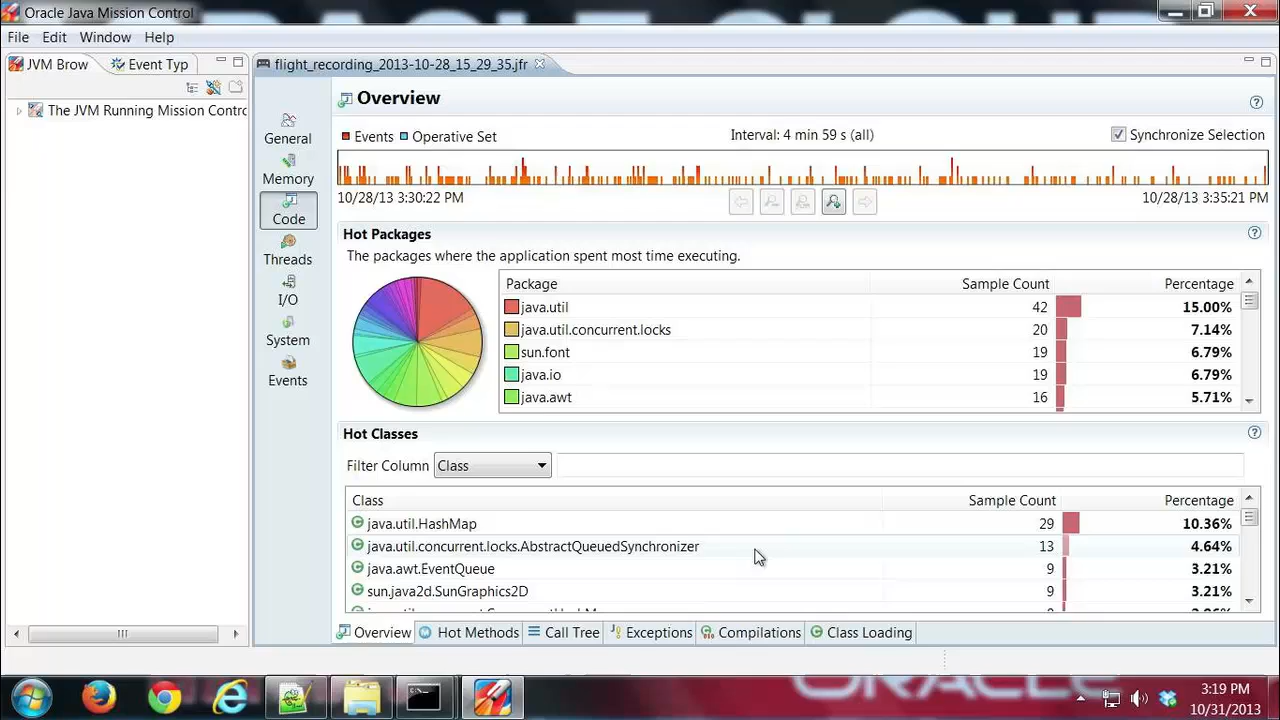 Oracle Java Mission Control
File Edit Window Help
JVM Brow Event Typ
flight_recording_2013-10-28_15_29_35.jfr
The JVM Running Mission Contro
General
Memory
Code
Threads
I/O
System
Events
Overview
Events Operative Set Interval: 4 min 59 s (all) Synchronize Selection
10/28/13 3:30:22 PM 10/28/13 3:35:21 PM
Hot Packages
The packages where the application spent most time executing.
Package Sample Count Percentage
java.util 42 15.00%
java.util.concurrent.locks 20 7.14%
sun.font 19 6.79%
java.io 19 6.79%
java.awt 16 5.71%
Hot Classes
Filter Column Class
Class Sample Count Percentage
java.util.HashMap 29 10.36%
java.util.concurrent.locks.AbstractQueuedSynchronizer 13 4.64%
java.awt.EventQueue 9 3.21%
sun.java2d.SunGraphics2D 9 3.21%
Overview Hot Methods Call Tree Exceptions Compilations Class Loading
ORACLE
3:19 PM
10/31/2013